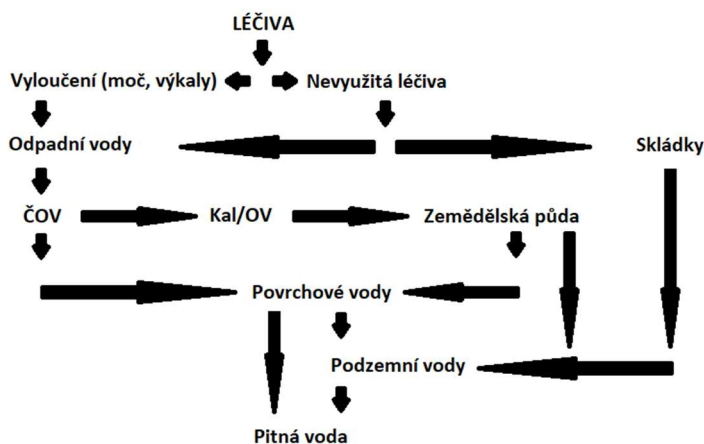 LÉČIVA
Vyloučení (moč, výkaly)
Nevyužitá léčiva
Odpadní vody
Skládky
ČOV
Kal/OV
Zemědělská půda
Povrchové vody
Podzemní vody
Pitná voda